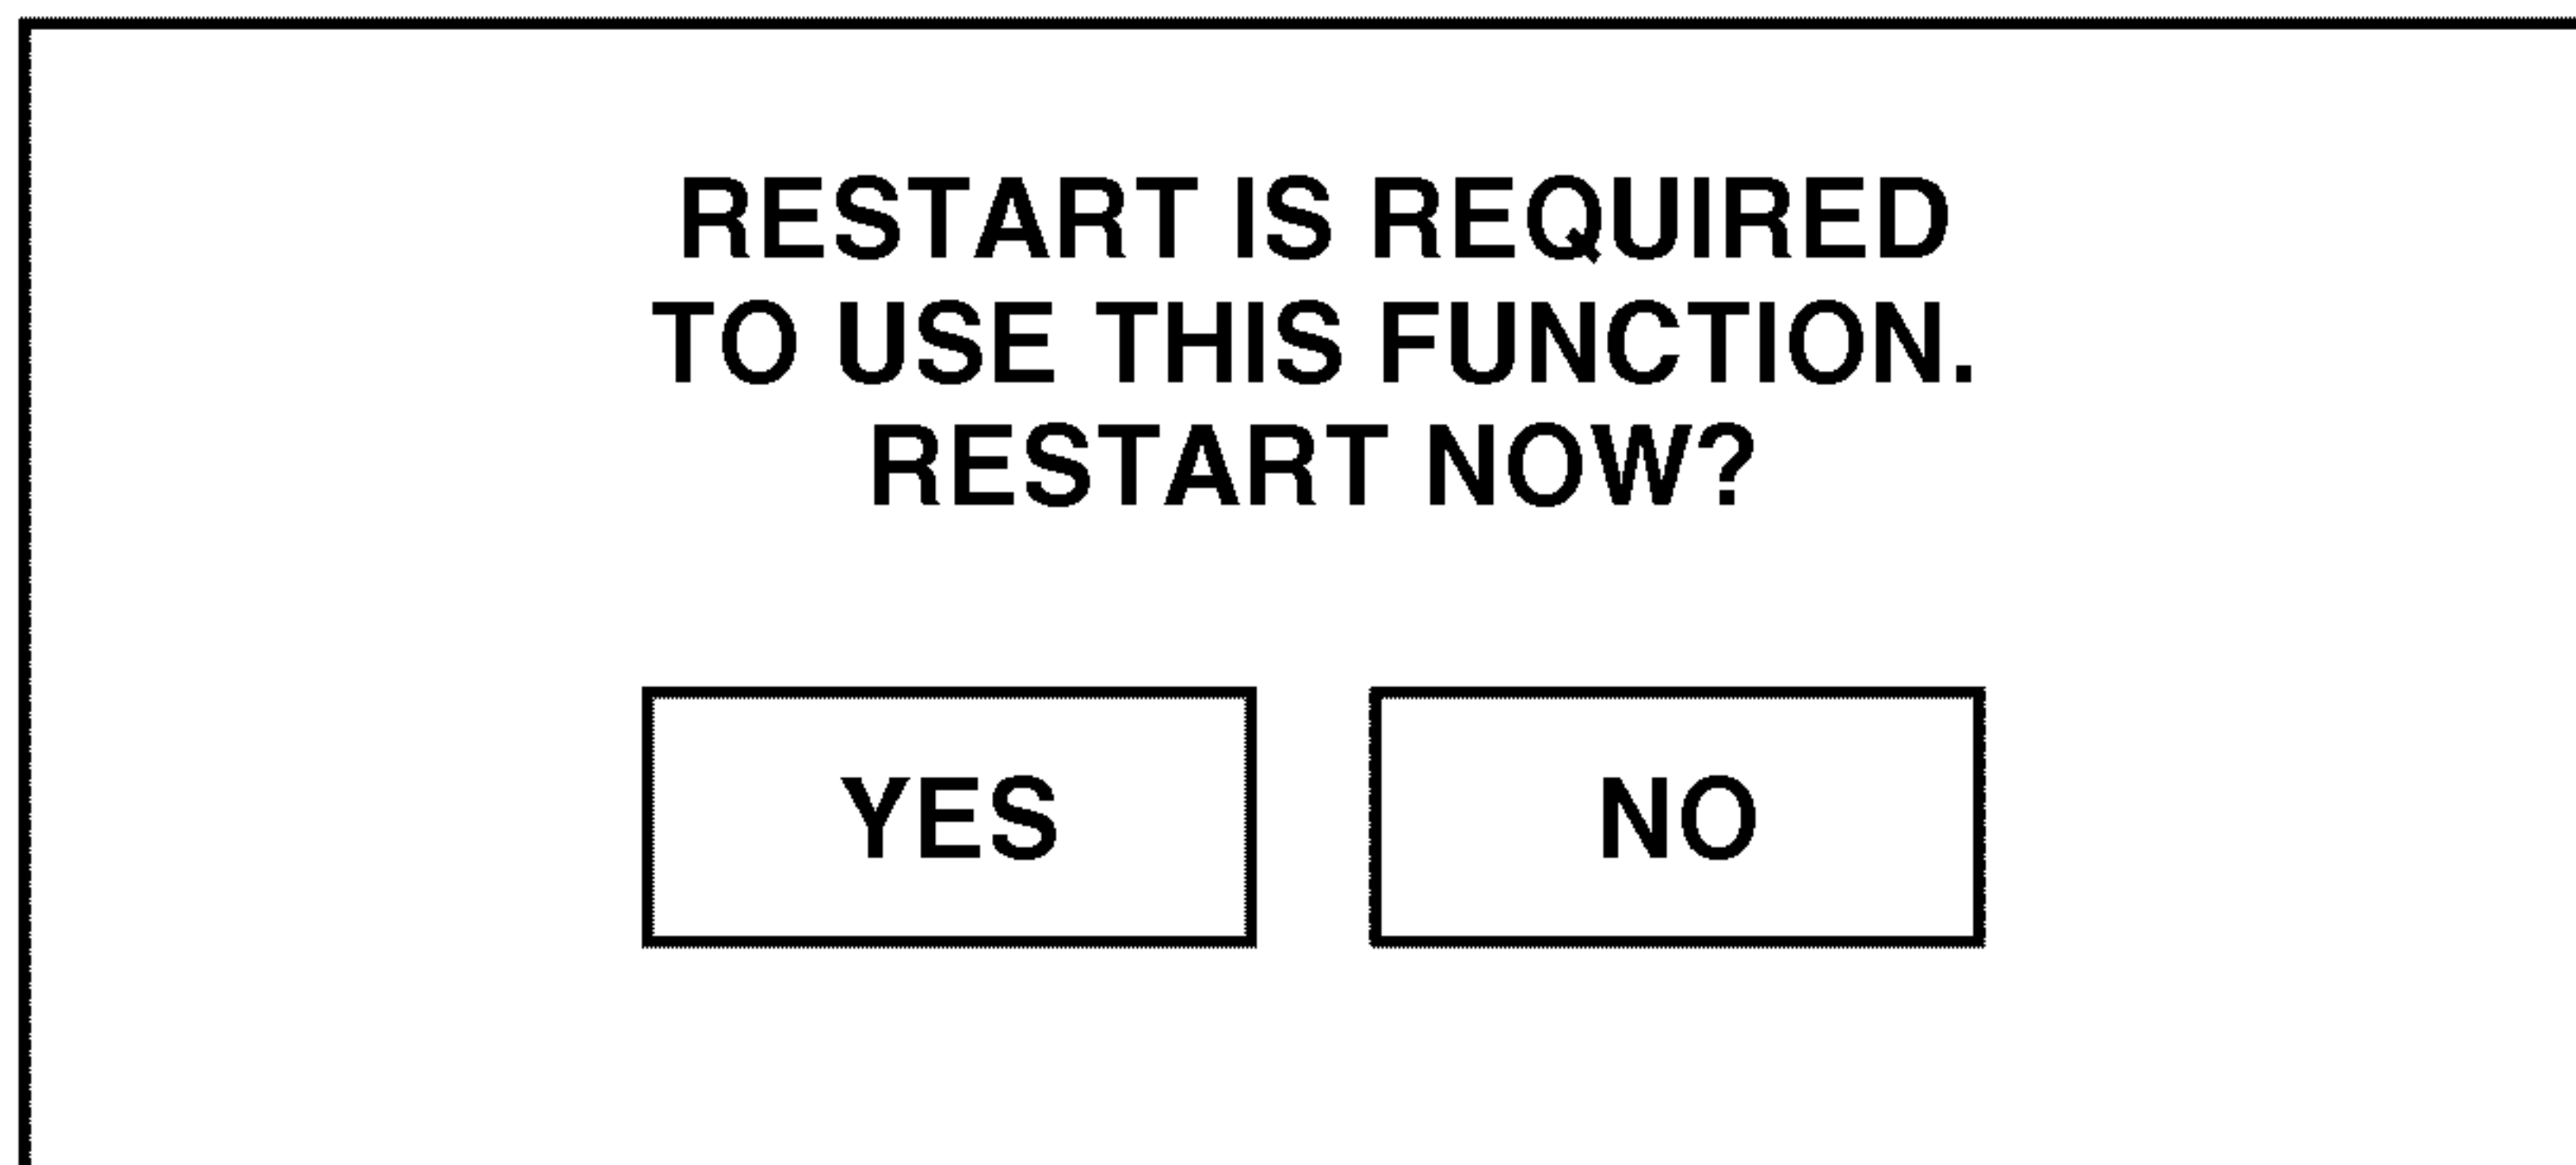 RESTART IS REQUIRED
TO USE THIS FUNCTION.
RESTART NOW?
YES
NO